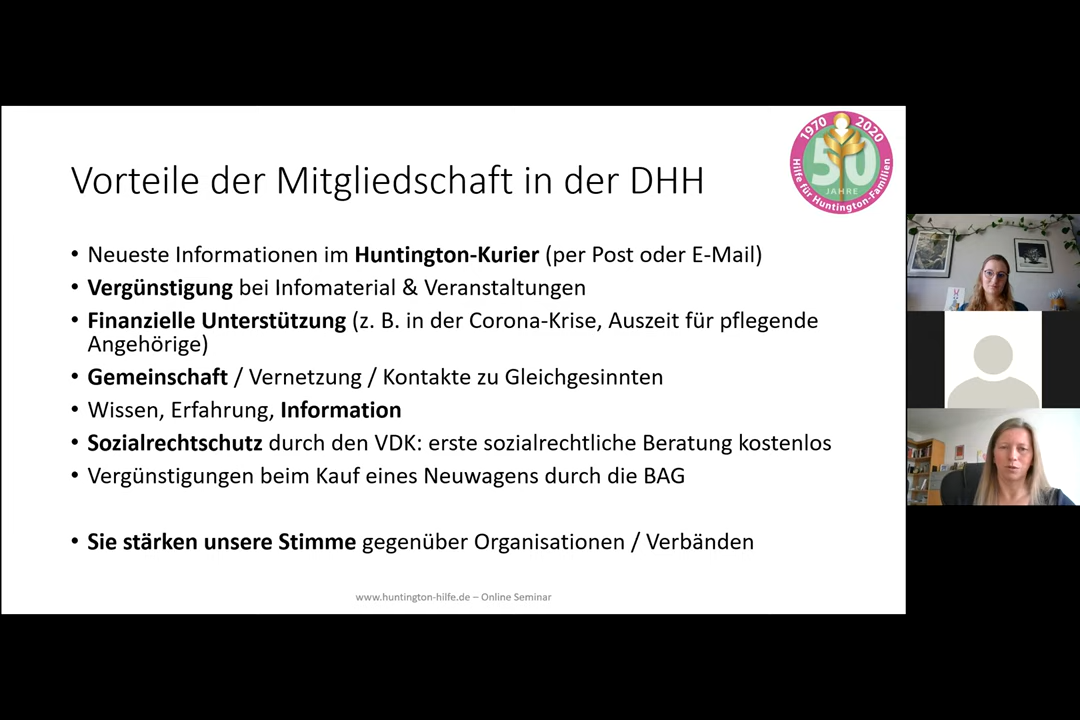 Vorteile der Mitgliedschaft in der DHH
1970 2020
50
JAHRE
Hilfe für Huntington-Familien
• Neueste Informationen im Huntington-Kurier (per Post oder E-Mail)
• Vergünstigung bei Infomaterial & Veranstaltungen
• Finanzielle Unterstützung (z. B. in der Corona-Krise, Auszeit für pflegende
Angehörige)
• Gemeinschaft / Vernetzung / Kontakte zu Gleichgesinnten
• Wissen, Erfahrung, Information
• Sozialrechtschutz durch den VDK: erste sozialrechtliche Beratung kostenlos
• Vergünstigungen beim Kauf eines Neuwagens durch die BAG
• Sie stärken unsere Stimme gegenüber Organisationen / Verbänden
www.huntington-hilfe.de – Online Seminar